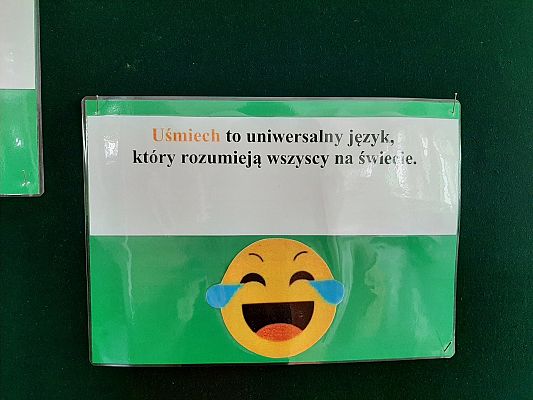 Uśmiech to uniwersalny język,
który rozumieją wszyscy na świecie.